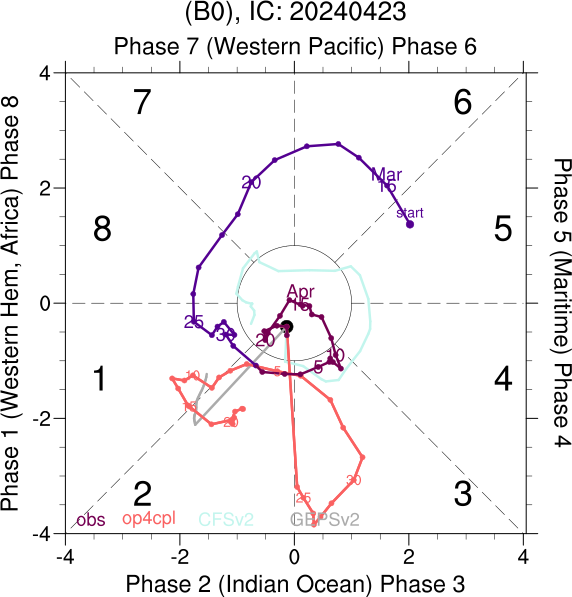 (B0), IC: 20240423
Phase 7 (Western Pacific) Phase 6
Phase 1 (Western Hem, Africa) Phase 8
Phase 5 (Maritime) Phase 4
4
7
6
20
Mar
15
2
start
8
5
Apr
0
25
30
20
10
5
5
10
1
4
-2
20
2
30
3
25
obs
op4cpl
CFSv2
GEPSv2
-4
-4
-2
0
2
4
Phase 2 (Indian Ocean) Phase 3